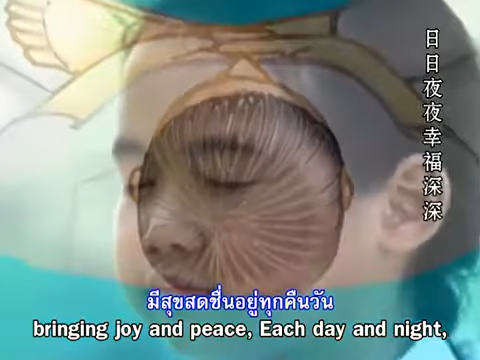 日日夜夜幸福深深
มีสุขสดชื่นอยู่ทุกคืนวัน
bringing joy and peace, Each day and night,